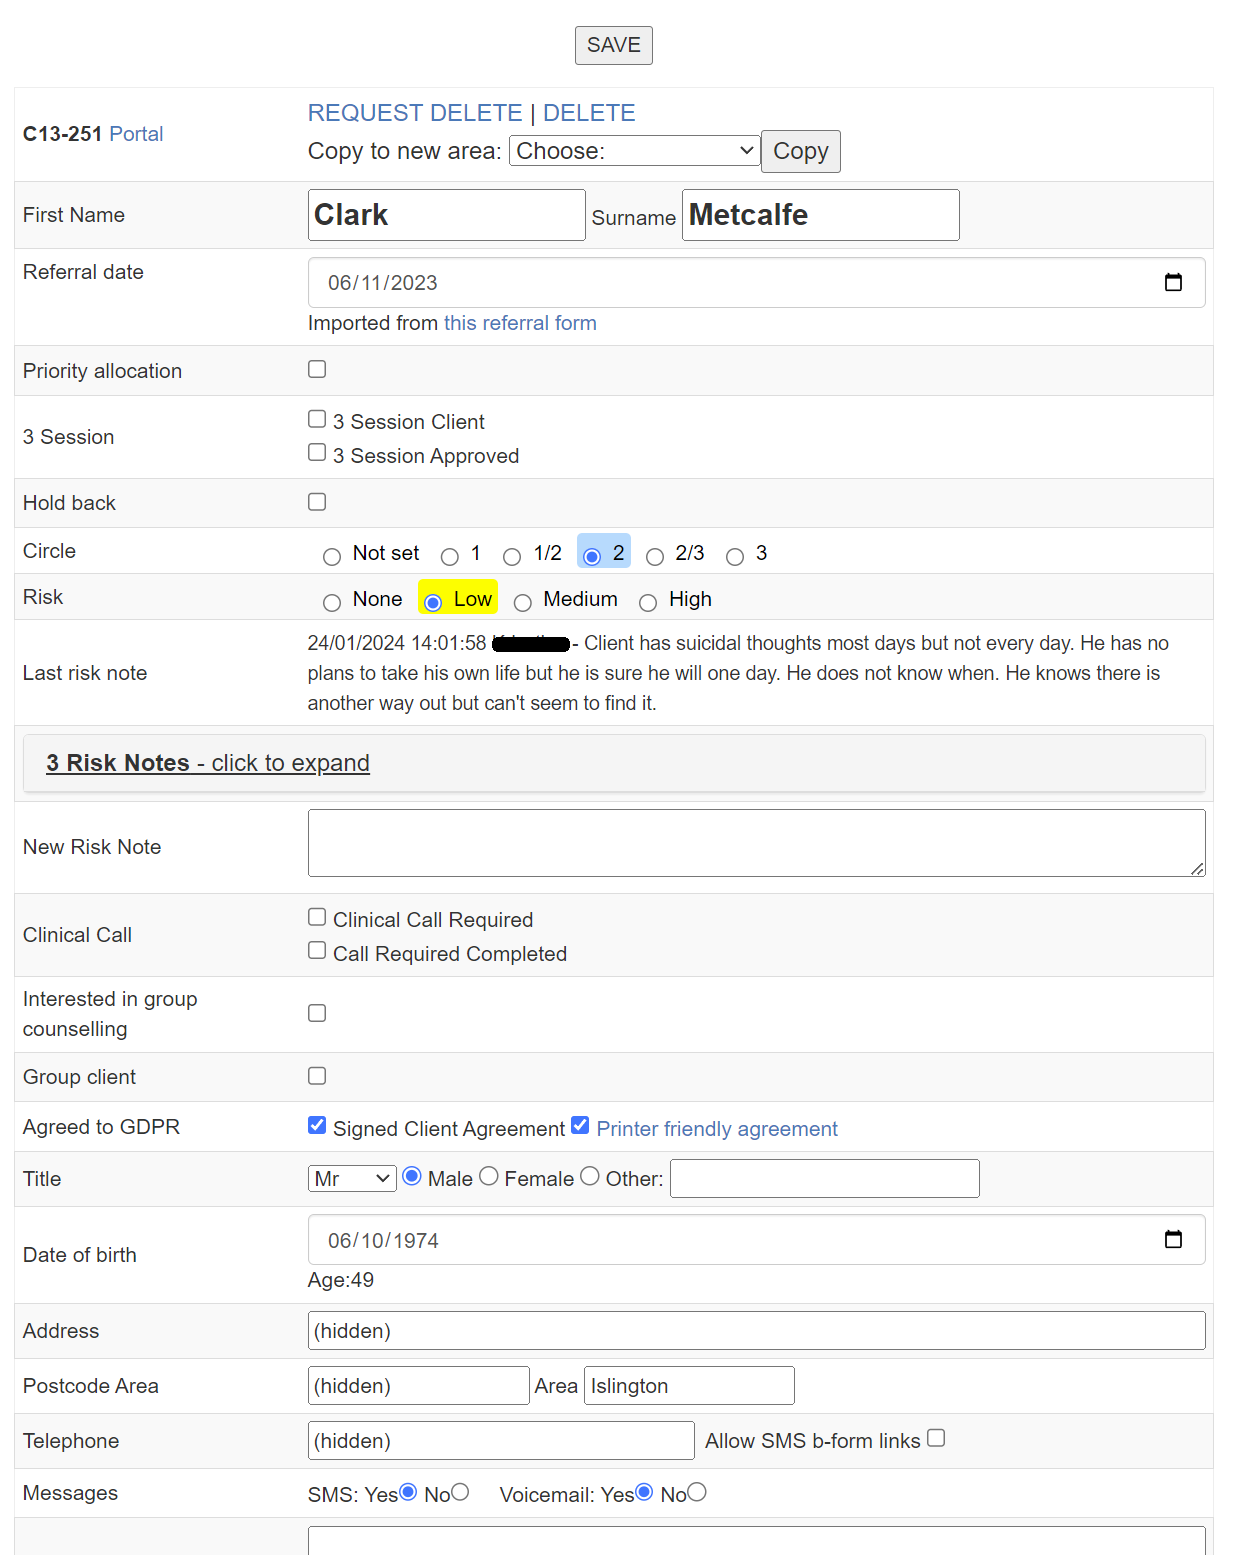 SAVE
C13-251 Portal
REQUEST DELETE | DELETE
Copy to new area: Choose: Copy
First Name Clark Surname Metcalfe
Referral date 06/11/2023
Imported from this referral form
Priority allocation
3 Session
3 Session Client
3 Session Approved
Hold back
Circle Not set 1 1/2 2 2/3 3
Risk None Low Medium High
Last risk note
24/01/2024 14:01:58 - Client has suicidal thoughts most days but not every day. He has no
plans to take his own life but he is sure he will one day. He does not know when. He knows there is
another way out but can't seem to find it.
3 Risk Notes - click to expand
New Risk Note
Clinical Call
Clinical Call Required
Call Required Completed
Interested in group
counselling
Group client
Agreed to GDPR Signed Client Agreement Printer friendly agreement
Title Mr Male Female Other:
Date of birth 06/10/1974
Age:49
Address (hidden)
Postcode Area (hidden) Area Islington
Telephone (hidden) Allow SMS b-form links
Messages SMS: Yes No Voicemail: Yes No